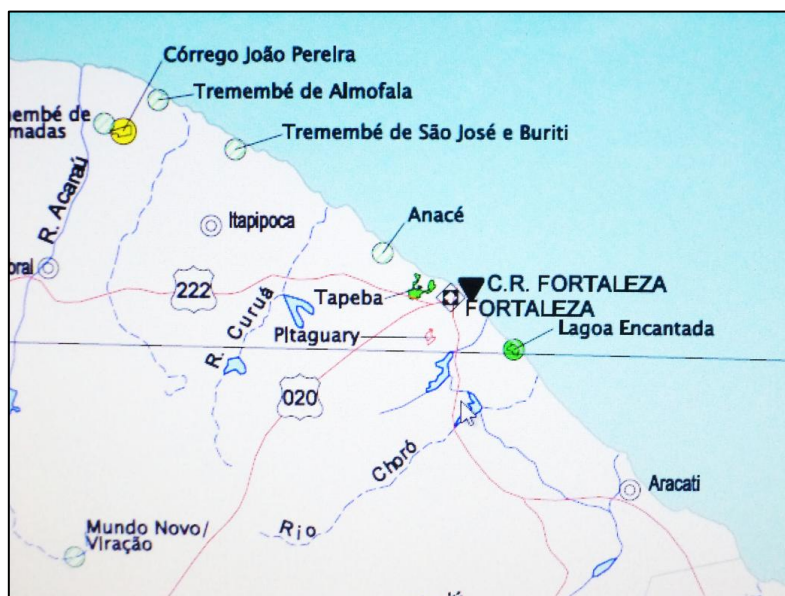 Córrego João Pereira
Tremembé de Almofala
embé de
madas
Tremembé de São José e Buriti
R. Acaraú
Itapipoca
Anacé
oral
222
R. Curuá
Tapeba
C.R. FORTALEZA
FORTALEZA
Pitaguary
Lagoa Encantada
020
Choró
Rio
Aracati
Mundo Novo/
Viração